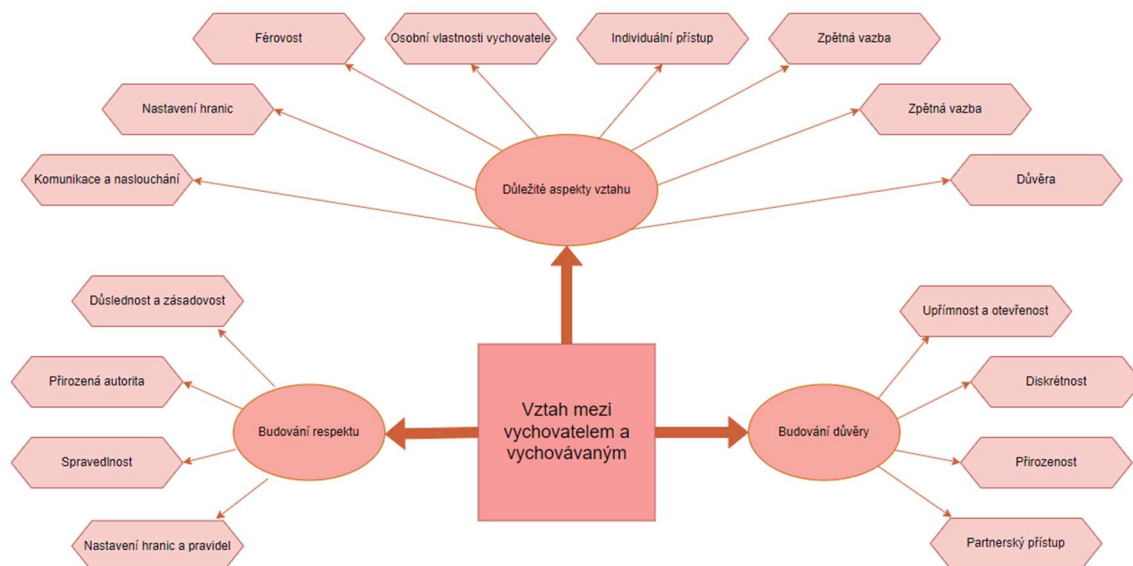 Férovost
Osobní vlastnosti vychovatele
Individuální přístup
Zpětná vazba
Nastavení hranic
Zpětná vazba
Komunikace a naslouchání
Důležité aspekty vztahu
Důvěra
Důslednost a zásadovost
Upřímnost a otevřenost
Přirozená autorita
Diskrétnost
Budování respektu
Vztah mezi
vychovatelem a
vychovávaným
Budování důvěry
Spravedlnost
Přirozenost
Nastavení hranic a pravidel
Partnerský přístup